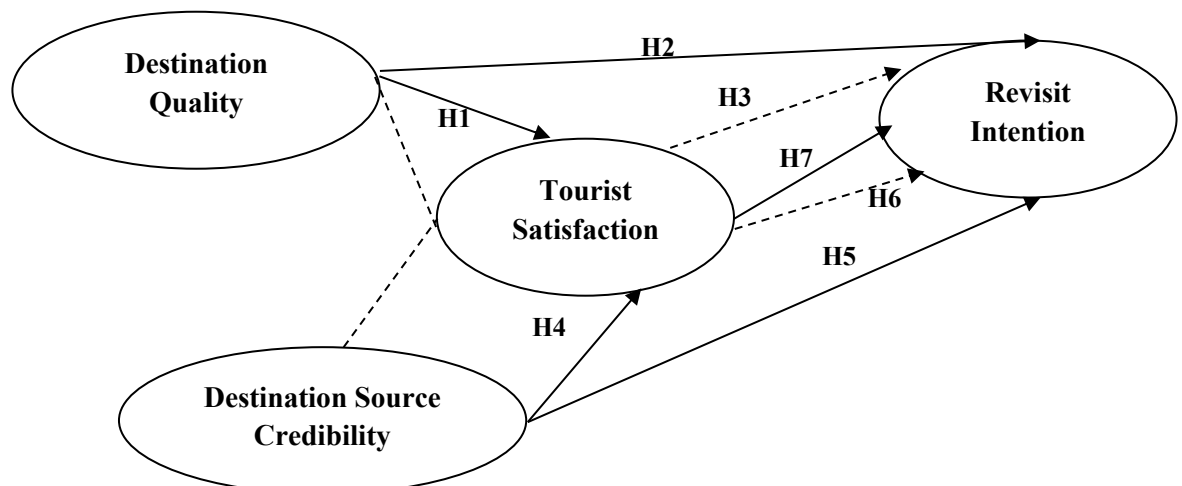 H2
Destination
Quality
Revisit
Intention
H3
H1
H7
Tourist
Satisfaction
H6
H5
H4
Destination Source
Credibility